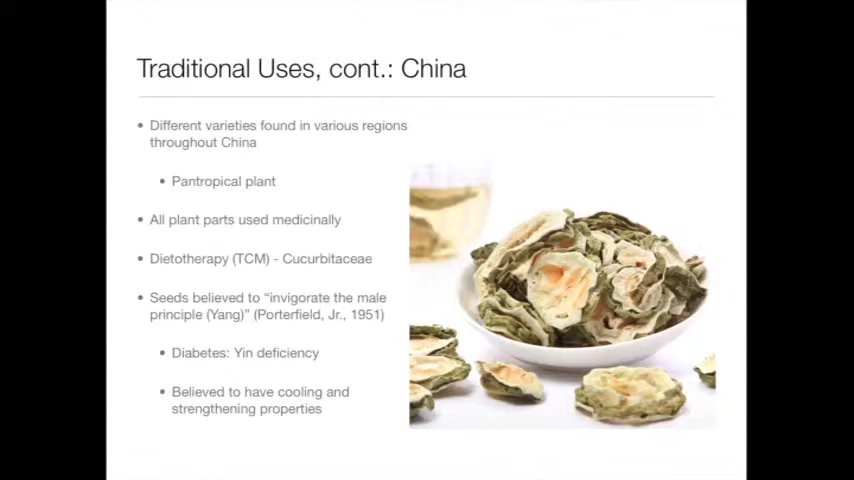 Traditional Uses, cont.: China
• Different varieties found in various regions
throughout China
• Pantropical plant
• All plant parts used medicinally
• Dietotherapy (TCM) - Cucurbitaceae
• Seeds believed to “invigorate the male
principle (Yang)” (Porterfield, Jr., 1951)
• Diabetes: Yin deficiency
• Believed to have cooling and
strengthening properties